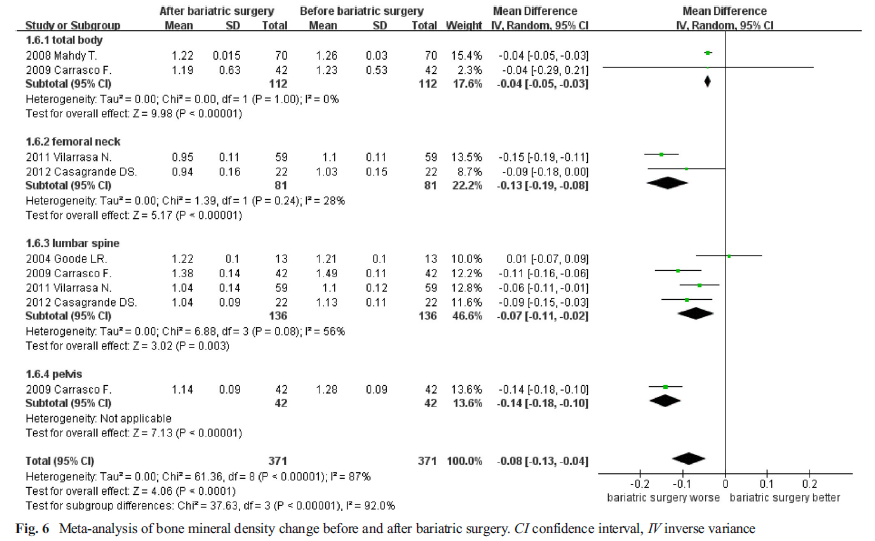 After bariatric surgery Before bariatric surgery Mean Difference Mean Difference
Study or Subgroup Mean SD Total Mean SD Total Weight IV, Random, 95% CI IV, Random, 95% CI
1.6.1 total body
2008 Mahdy T. 1.22 0.015 70 1.26 0.03 70 15.4% -0.04 [-0.05, -0.03]
2009 Carrasco F. 1.19 0.63 42 1.23 0.53 42 2.3% -0.04 [-0.29, 0.21]
Subtotal (95% CI) 112 112 17.6% -0.04 [-0.05, -0.03]
Heterogeneity: Tau² = 0.00; Chi² = 0.00, df = 1 (P = 1.00); I² = 0%
Test for overall effect: Z = 9.98 (P < 0.00001)
1.6.2 femoral neck
2011 Vilarrasa N. 0.95 0.11 59 1.1 0.11 59 13.5% -0.15 [-0.19, -0.11]
2012 Casagrande DS. 0.94 0.16 22 1.03 0.15 22 8.7% -0.09 [-0.18, 0.00]
Subtotal (95% CI) 81 81 22.2% -0.13 [-0.19, -0.08]
Heterogeneity: Tau² = 0.00; Chi² = 1.39, df = 1 (P = 0.24); I² = 28%
Test for overall effect: Z = 5.17 (P < 0.00001)
1.6.3 lumbar spine
2004 Goode LR. 1.22 0.1 13 1.21 0.1 13 10.0% 0.01 [-0.07, 0.09]
2009 Carrasco F. 1.38 0.14 42 1.49 0.11 42 12.2% -0.11 [-0.16, -0.06]
2011 Vilarrasa N. 1.04 0.14 59 1.1 0.12 59 12.8% -0.06 [-0.11, -0.01]
2012 Casagrande DS. 1.04 0.09 22 1.13 0.11 22 11.6% -0.09 [-0.15, -0.03]
Subtotal (95% CI) 136 136 46.6% -0.07 [-0.11, -0.02]
Heterogeneity: Tau² = 0.00; Chi² = 6.88, df = 3 (P = 0.08); I² = 56%
Test for overall effect: Z = 3.02 (P = 0.003)
1.6.4 pelvis
2009 Carrasco F. 1.14 0.09 42 1.28 0.09 42 13.6% -0.14 [-0.18, -0.10]
Subtotal (95% CI) 42 42 13.6% -0.14 [-0.18, -0.10]
Heterogeneity: Not applicable
Test for overall effect: Z = 7.13 (P < 0.00001)
Total (95% CI) 371 371 100.0% -0.08 [-0.13, -0.04]
Heterogeneity: Tau² = 0.00; Chi² = 61.36, df = 8 (P < 0.00001); I² = 87%
Test for overall effect: Z = 4.06 (P < 0.0001)
Test for subgroup differences: Chi² = 37.63, df = 3 (P < 0.00001), I² = 92.0%
-0.2 -0.1 0 0.1 0.2
bariatric surgery worse bariatric surgery better
Fig. 6 Meta-analysis of bone mineral density change before and after bariatric surgery. CI confidence interval, IV inverse variance